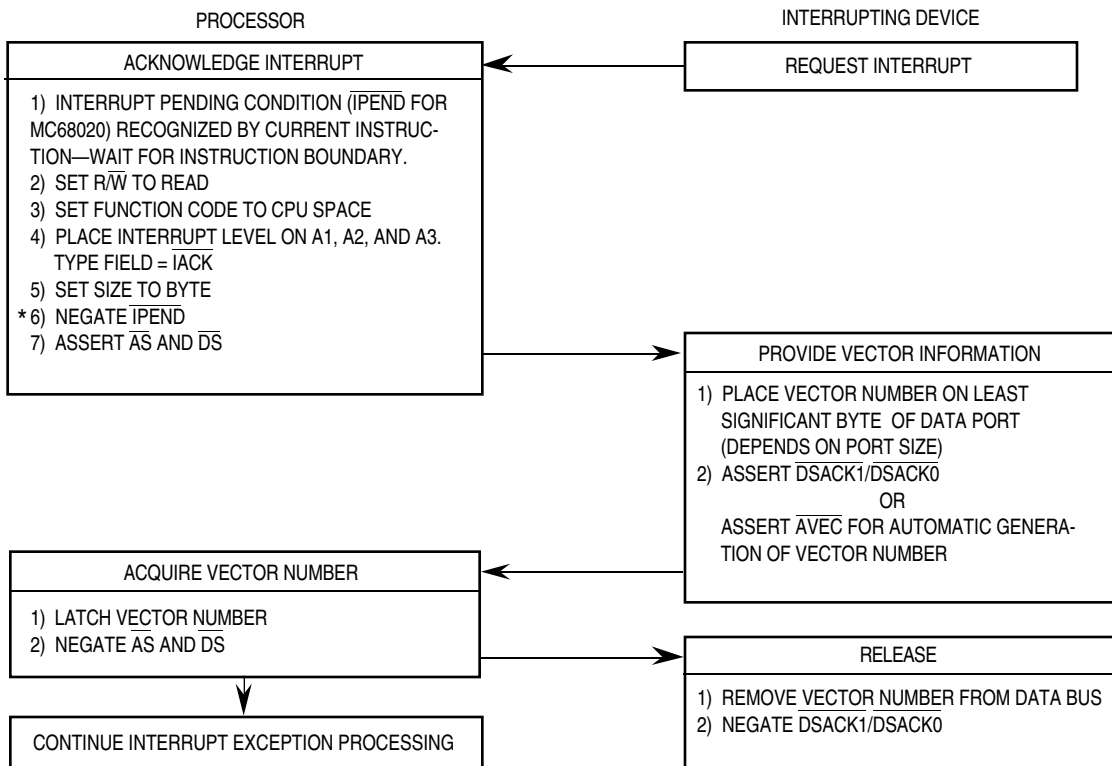 PROCESSOR
INTERRUPTING DEVICE
ACKNOWLEDGE INTERRUPT
REQUEST INTERRUPT
1) INTERRUPT PENDING CONDITION (IPEND FOR
MC68020) RECOGNIZED BY CURRENT INSTRUC-
TION—WAIT FOR INSTRUCTION BOUNDARY.
2) SET R/W TO READ
3) SET FUNCTION CODE TO CPU SPACE
4) PLACE INTERRUPT LEVEL ON A1, A2, AND A3.
TYPE FIELD = IACK
5) SET SIZE TO BYTE
* 6) NEGATE IPEND
7) ASSERT AS AND DS
PROVIDE VECTOR INFORMATION
1) PLACE VECTOR NUMBER ON LEAST
SIGNIFICANT BYTE OF DATA PORT
(DEPENDS ON PORT SIZE)
2) ASSERT DSACK1/DSACK0
OR
ASSERT AVEC FOR AUTOMATIC GENERA-
TION OF VECTOR NUMBER
ACQUIRE VECTOR NUMBER
1) LATCH VECTOR NUMBER
2) NEGATE AS AND DS
RELEASE
1) REMOVE VECTOR NUMBER FROM DATA BUS
2) NEGATE DSACK1/DSACK0
CONTINUE INTERRUPT EXCEPTION PROCESSING